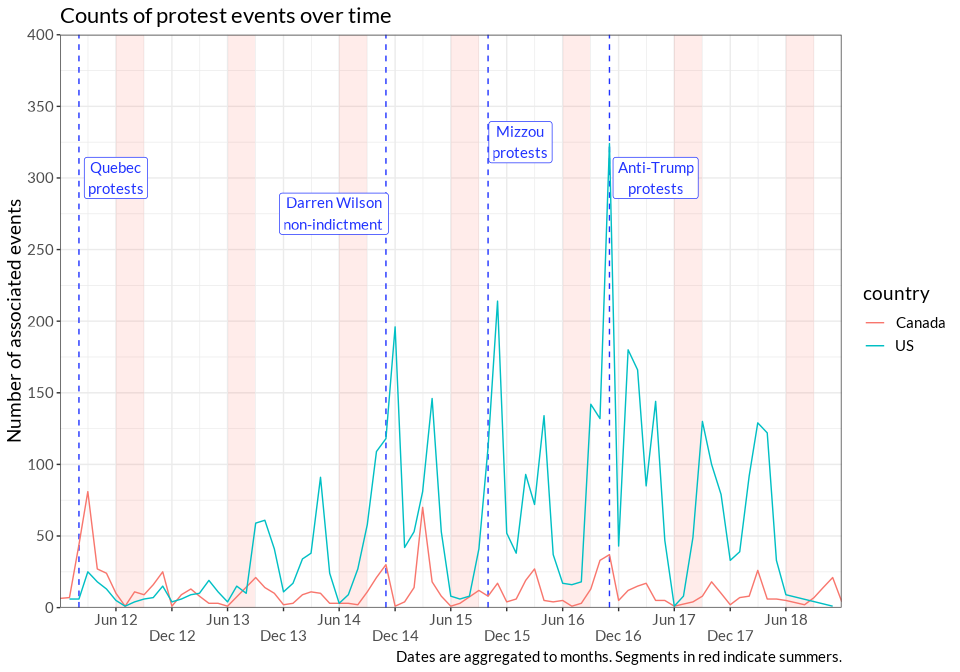 Counts of protest events over time
Number of associated events
400
350
300
250
200
150
100
50
0
Quebec
protests
Darren Wilson
non-indictment
Mizzou
protests
Anti-Trump
protests
country
Canada
US
Jun 12
Dec 12
Jun 13
Dec 13
Jun 14
Dec 14
Jun 15
Dec 15
Jun 16
Dec 16
Jun 17
Dec 17
Jun 18
Dates are aggregated to months. Segments in red indicate summers.